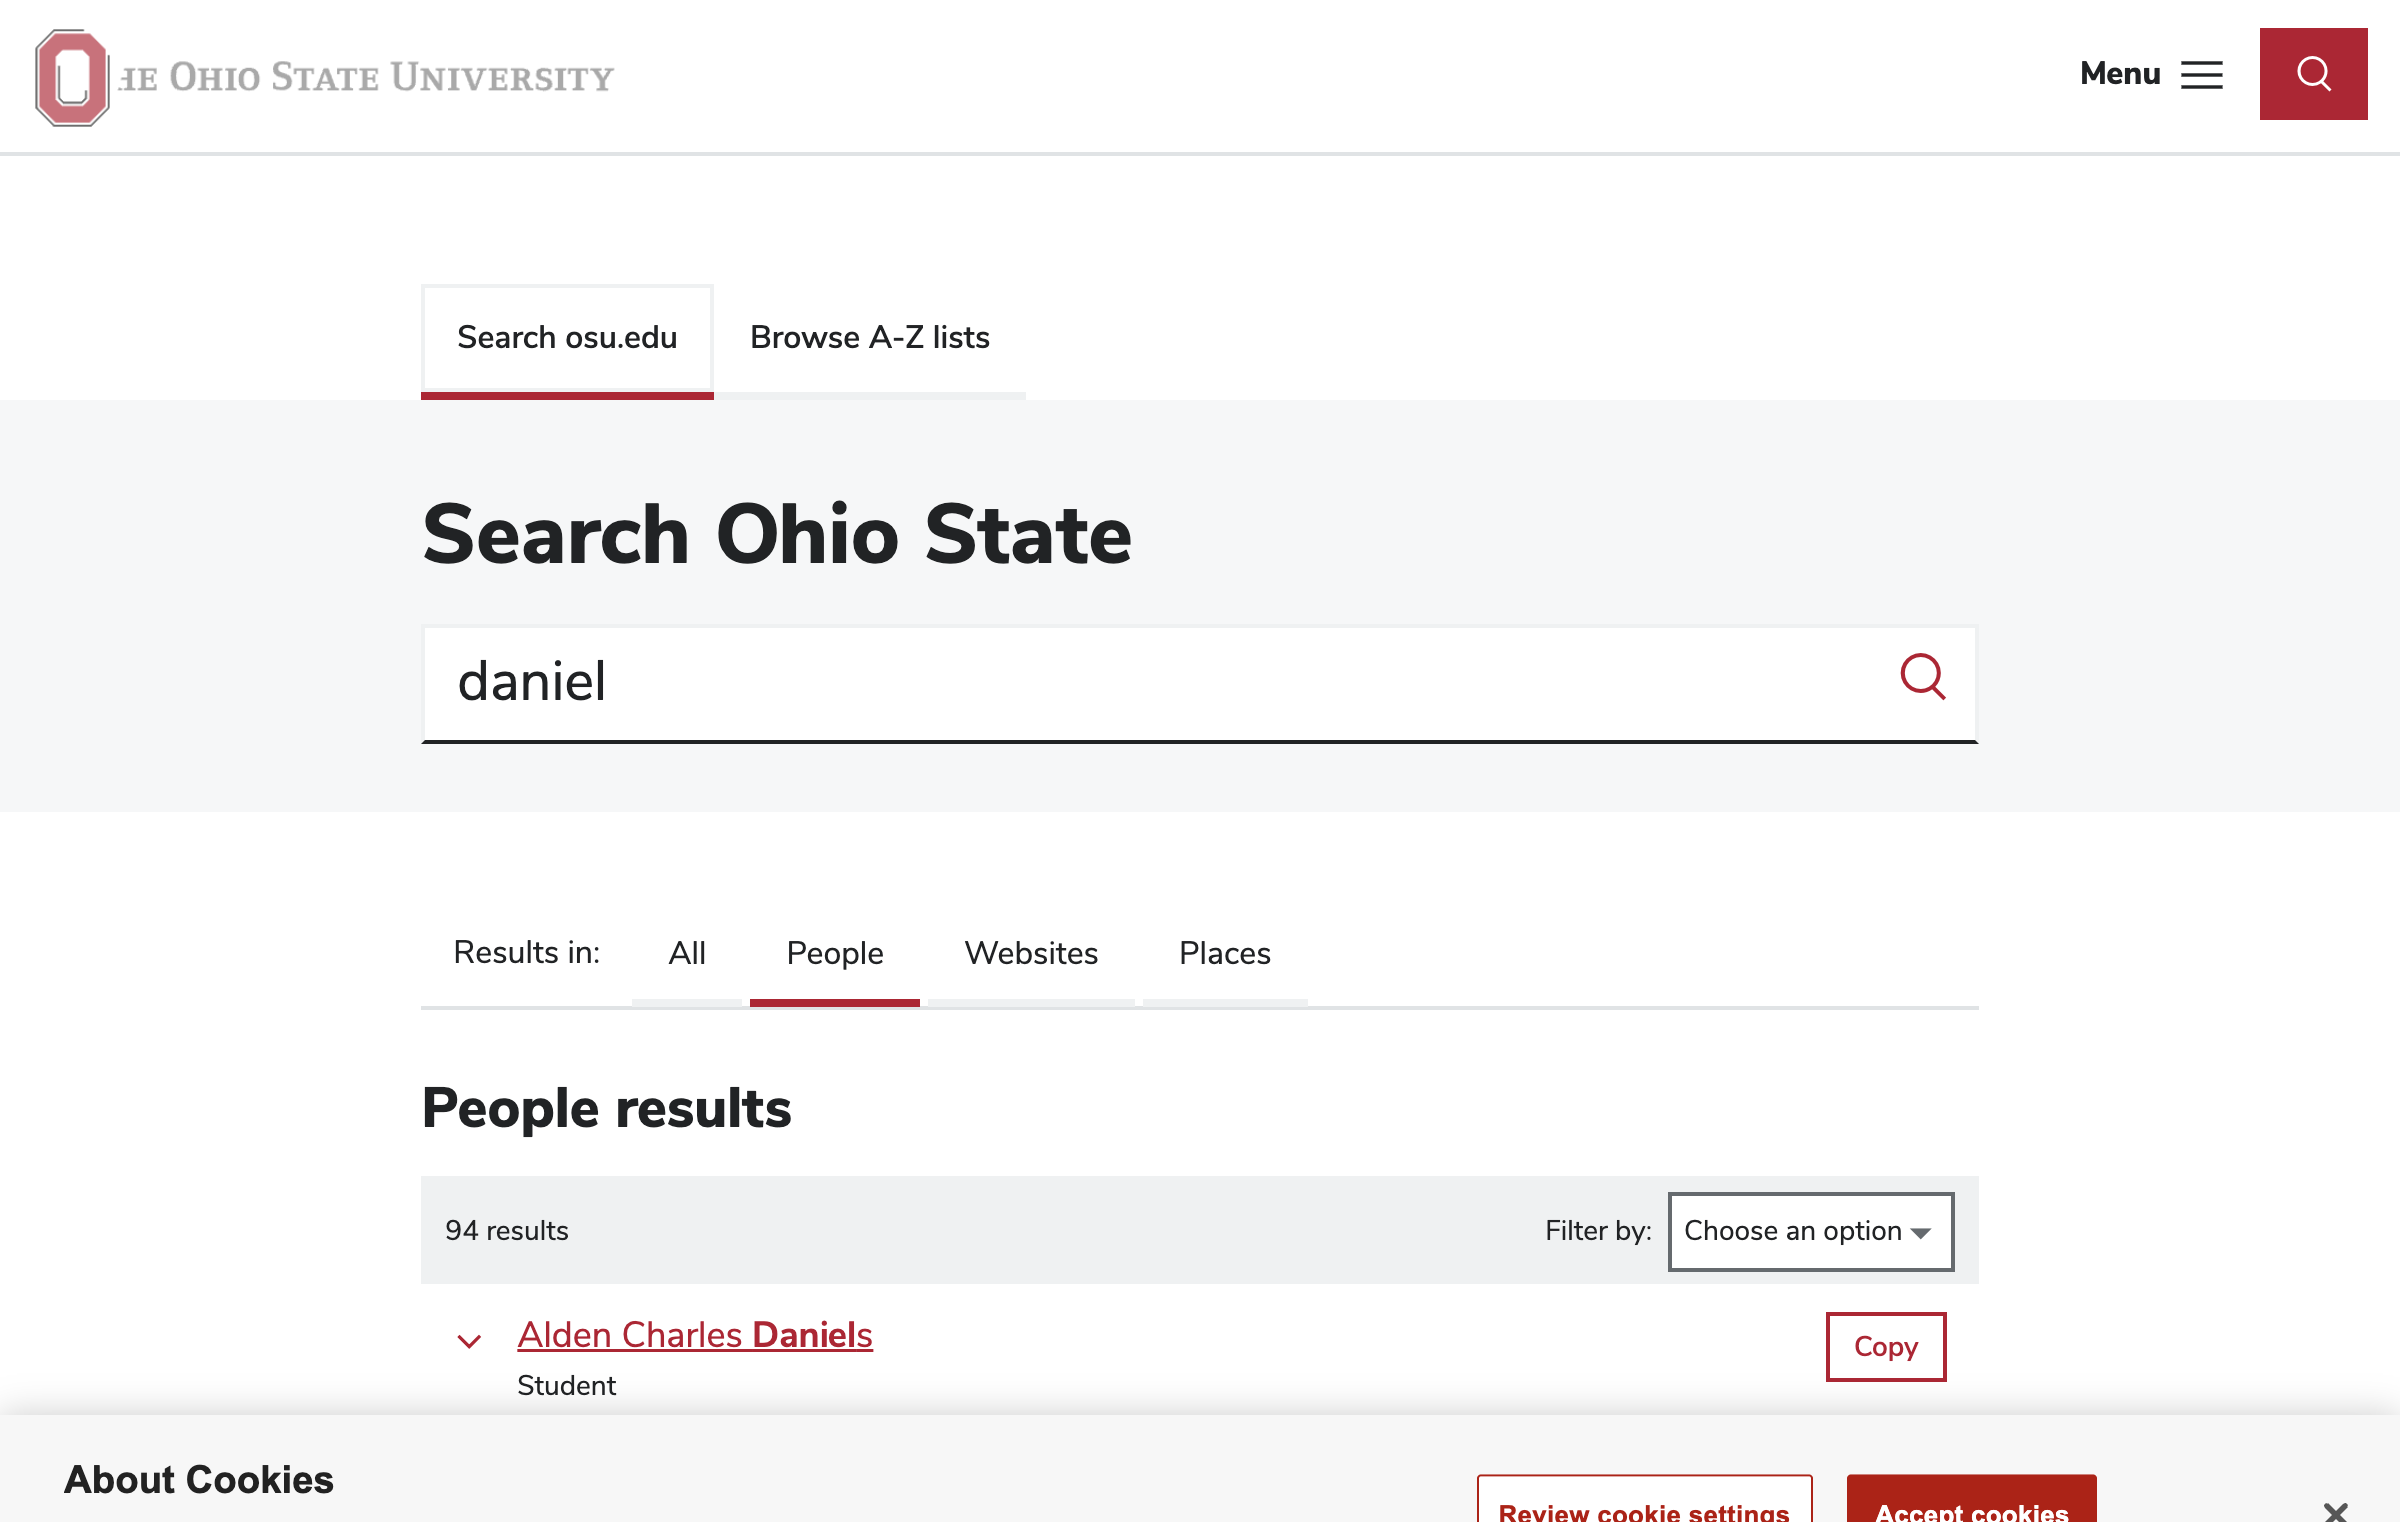 The Ohio State University
Menu
Search osu.edu
Browse A-Z lists
Search Ohio State
daniel
Results in:
All
People
Websites
Places
People results
94 results
Filter by:
Choose an option
Alden Charles Daniels
Copy
Student
About Cookies
Review cookie settings
Accept cookies